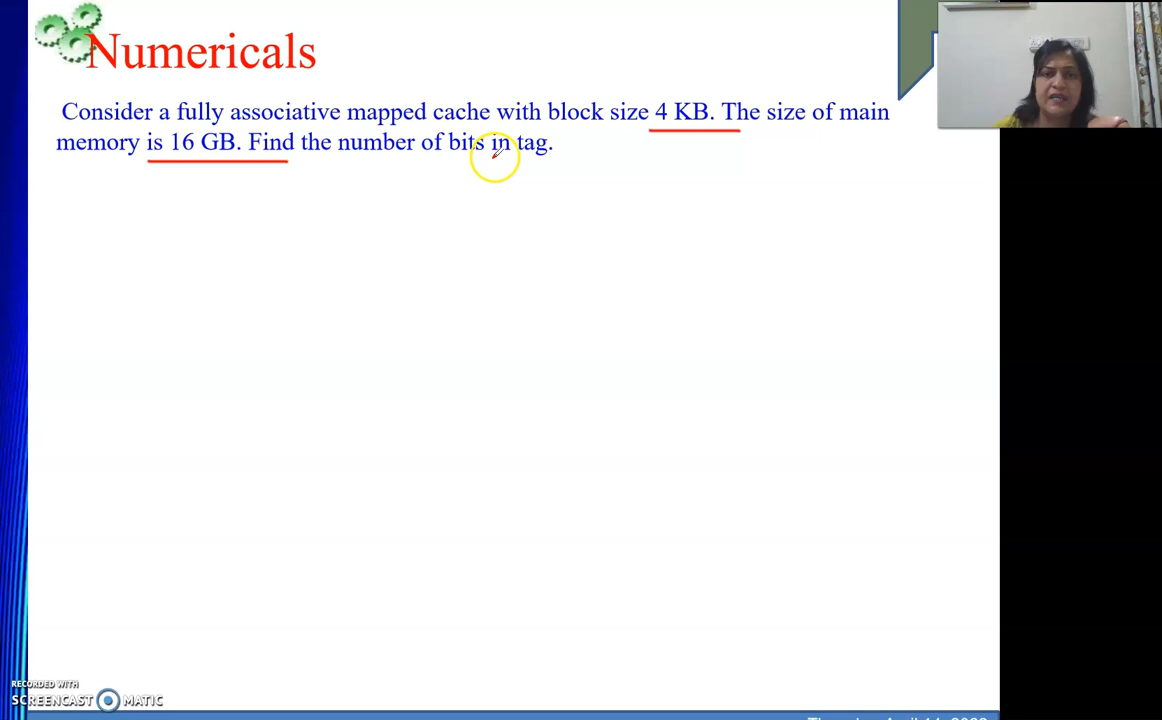 Numericals
Consider a fully associative mapped cache with block size 4 KB. The size of main
memory is 16 GB. Find the number of bits in tag.
RECORDED WITH
SCREENCAST MATIC